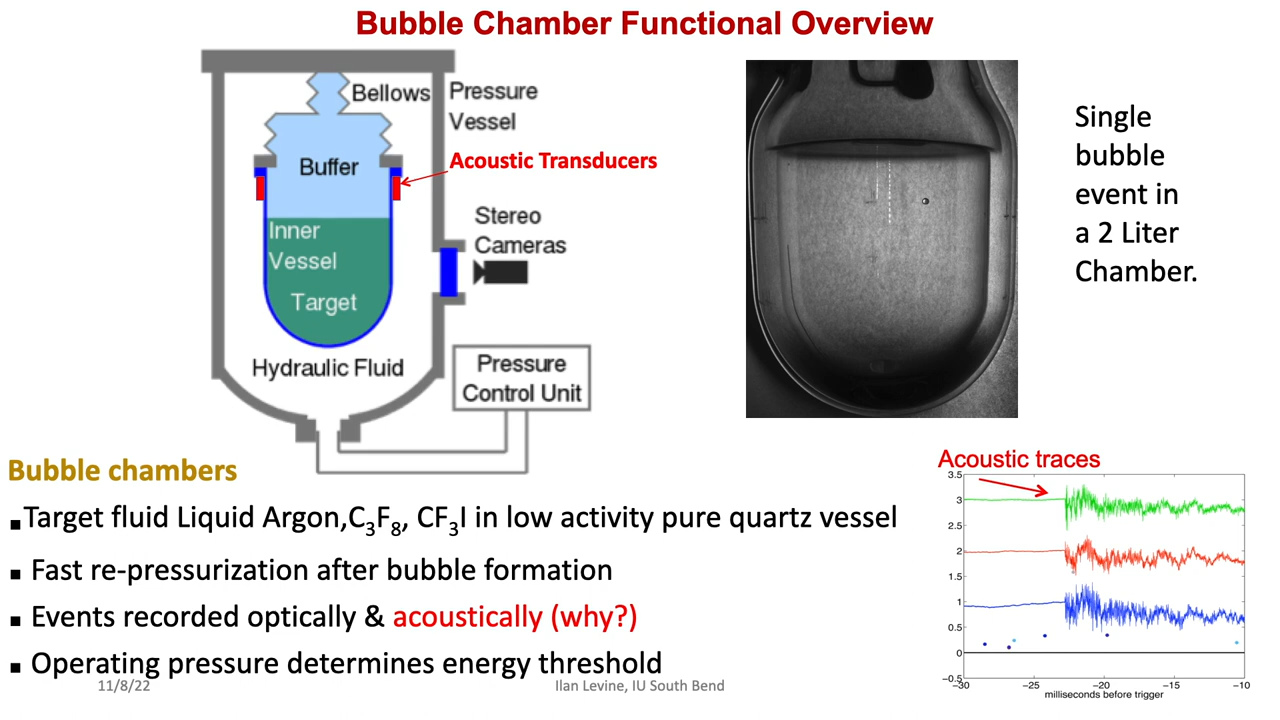 Bubble Chamber Functional Overview
Bellows
Pressure
Vessel
Acoustic Transducers
Buffer
Stereo
Cameras
Inner
Vessel
Target
Hydraulic Fluid
Pressure
Control Unit
Single
bubble
event in
a 2 Liter
Chamber.
Bubble chambers
▪Target fluid Liquid Argon,C₃F₈, CF₃I in low activity pure quartz vessel
▪ Fast re-pressurization after bubble formation
▪ Events recorded optically & acoustically (why?)
▪ Operating pressure determines energy threshold
Acoustic traces
3.5
3
2.5
2
1.5
1
0.5
0
−0.5
−30 −25 −20 −15 −10
milliseconds before trigger
11/8/22
Ilan Levine, IU South Bend